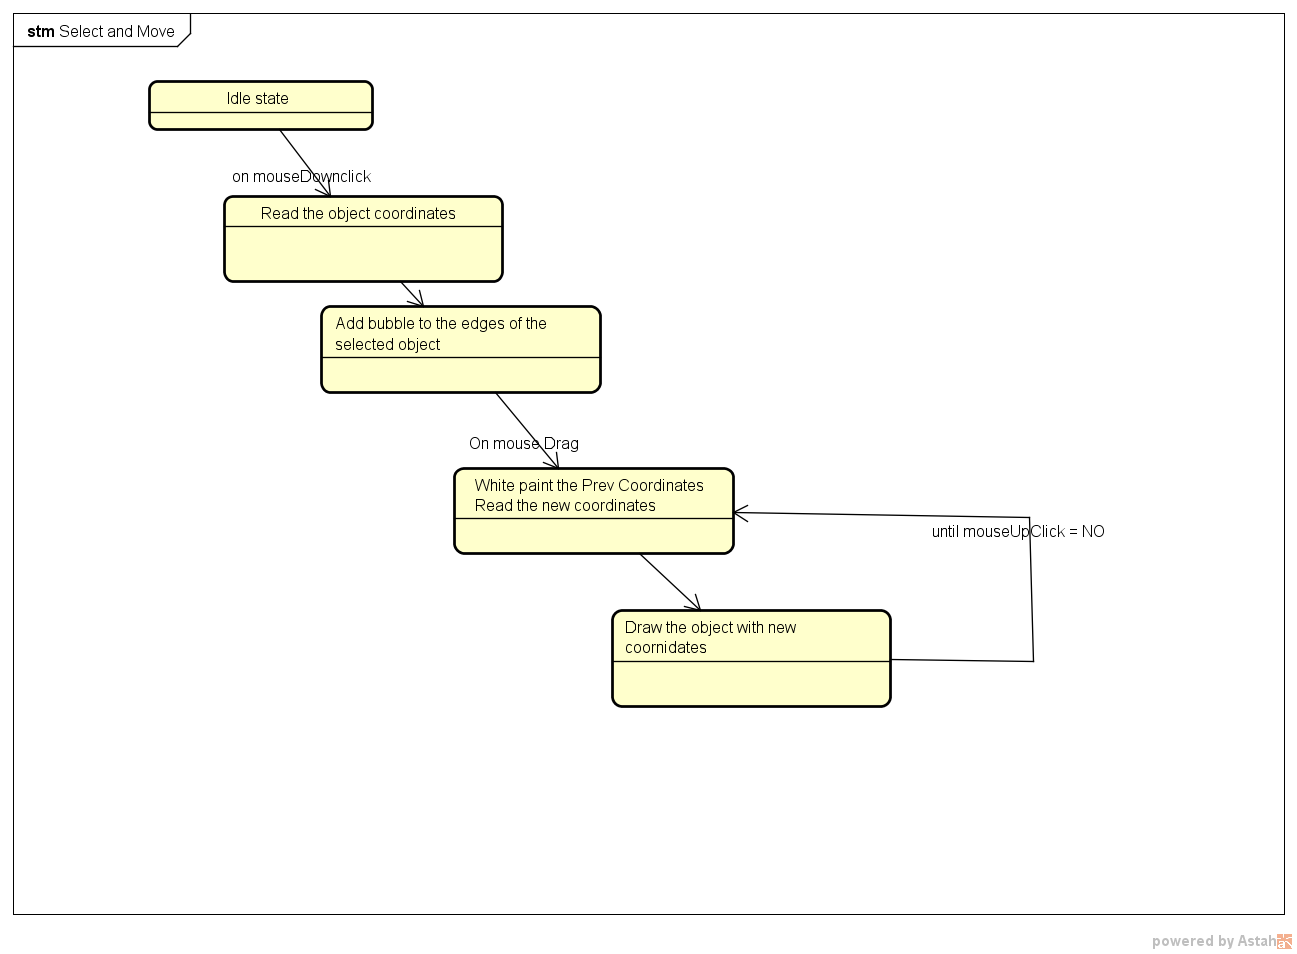 stm Select and Move
Idle state
on mouseDownclick
Read the object coordinates
Add bubble to the edges of the
selected object
On mouse Drag
White paint the Prev Coordinates
Read the new coordinates
until mouseUpClick = NO
Draw the object with new
coornidates
powered by Astah